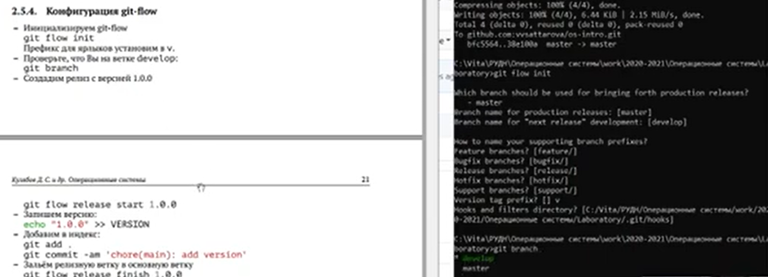 2.5.4. Конфигурация git-flow
– Инициализируем git-flow
git flow init
Префикс для ярлыков установим в v.
– Проверьте, что Вы на ветке develop:
git branch
– Создадим релиз с версией 1.0.0
Кулябов Д. С. и др. Операционные системы 21
git flow release start 1.0.0
– Запишем версию:
echo "1.0.0" >> VERSION
– Добавим в индекс:
git add .
git commit -am 'chore(main): add version'
– Зальём релизную ветку в основную ветку
git flow release finish 1.0.0
Compressing objects: 100% (4/4), done.
Writing objects: 100% (4/4), 6.44 KiB | 2.15 MiB/s, done.
Total 4 (delta 0), reused 0 (delta 0), pack-reused 0
To github.com:vvsattarova/os-intro.git
bfc5564..38e100a master -> master
C:\Vita\РУДН\Операционные системы\work\2020-2021\Операционные системы\La
boratory>git flow init
Which branch should be used for bringing forth production releases?
- master
Branch name for production releases: [master]
Branch name for "next release" development: [develop]
How to name your supporting branch prefixes?
Feature branches? [feature/]
Bugfix branches? [bugfix/]
Release branches? [release/]
Hotfix branches? [hotfix/]
Support branches? [support/]
Version tag prefix? [] v
Hooks and filters directory? [C:/Vita/РУДН/Операционные системы/work/202
0-2021/Операционные системы/Laboratory/.git/hooks]
C:\Vita\РУДН\Операционные системы\work\2020-2021\Операционные системы\La
boratory>git branch
* develop
master